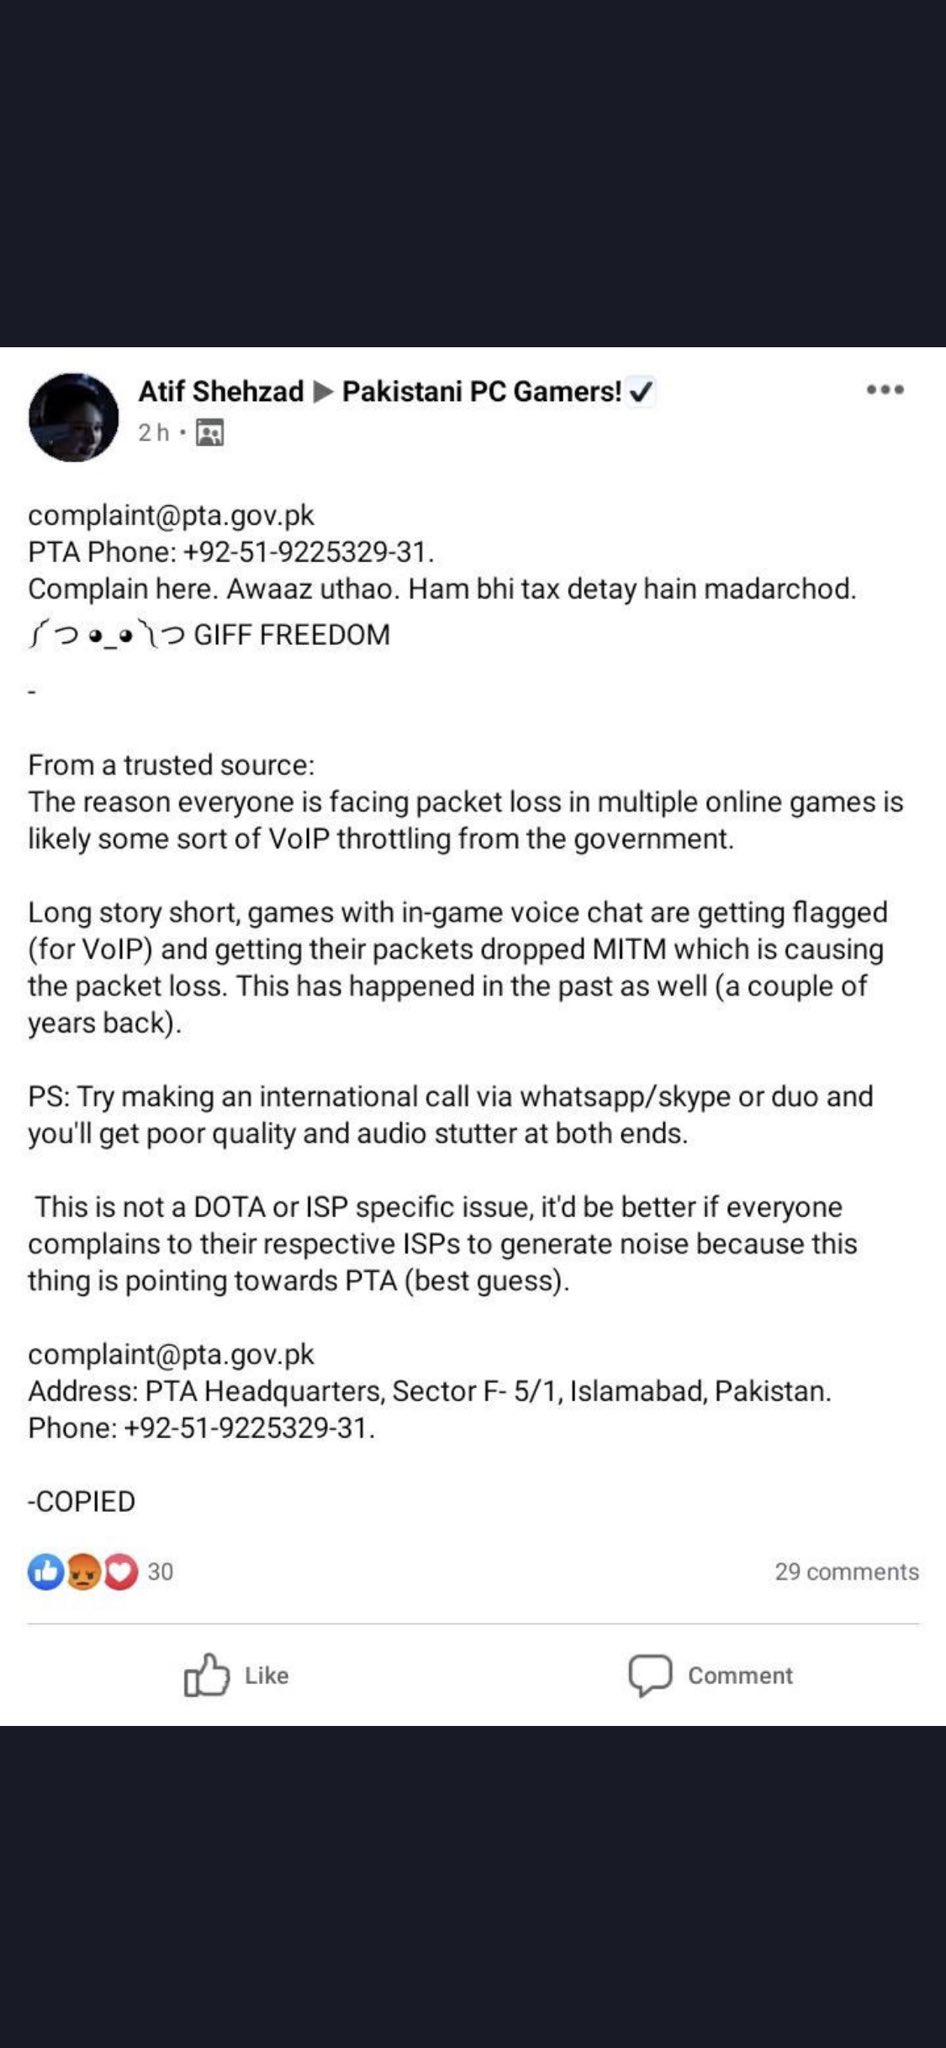 Atif Shehzad ▶ Pakistani PC Gamers! ✔
2 h ·
complaint@pta.gov.pk
PTA Phone: +92-51-9225329-31.
Complain here. Awaaz uthao. Ham bhi tax detay hain madarchod.
༼つ ◕_◕ ༽つ GIFF FREEDOM
-
From a trusted source:
The reason everyone is facing packet loss in multiple online games is
likely some sort of VoIP throttling from the government.
Long story short, games with in-game voice chat are getting flagged
(for VoIP) and getting their packets dropped MITM which is causing
the packet loss. This has happened in the past as well (a couple of
years back).
PS: Try making an international call via whatsapp/skype or duo and
you'll get poor quality and audio stutter at both ends.
This is not a DOTA or ISP specific issue, it'd be better if everyone
complains to their respective ISPs to generate noise because this
thing is pointing towards PTA (best guess).
complaint@pta.gov.pk
Address: PTA Headquarters, Sector F- 5/1, Islamabad, Pakistan.
Phone: +92-51-9225329-31.
-COPIED
30
29 comments
Like
Comment